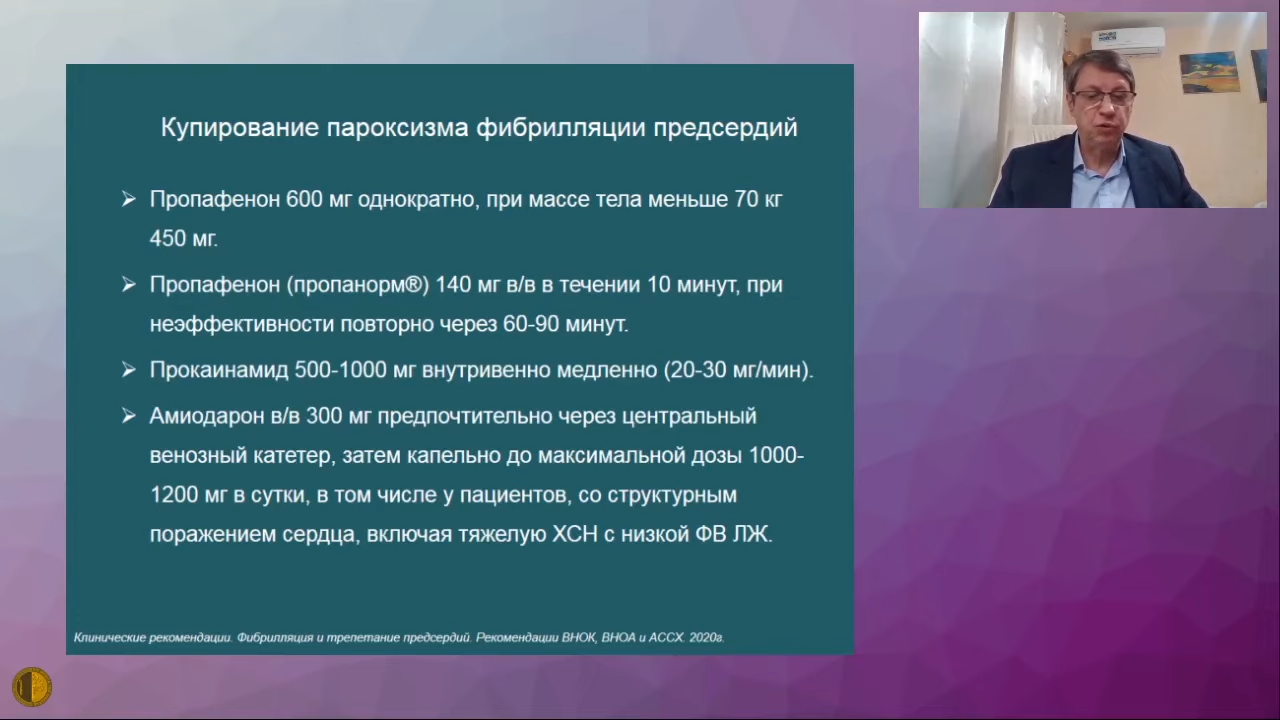 Купирование пароксизма фибрилляции предсердий
Пропафенон 600 мг однократно, при массе тела меньше 70 кг
450 мг.
Пропафенон (пропанорм®) 140 мг в/в в течении 10 минут, при
неэффективности повторно через 60-90 минут.
Прокаинамид 500-1000 мг внутривенно медленно (20-30 мг/мин).
Амиодарон в/в 300 мг предпочтительно через центральный
венозный катетер, затем капельно до максимальной дозы 1000-
1200 мг в сутки, в том числе у пациентов, со структурным
поражением сердца, включая тяжелую ХСН с низкой ФВ ЛЖ.
Клинические рекомендации. Фибрилляция и трепетание предсердий. Рекомендации ВНОК, ВНОА и АССХ. 2020г.